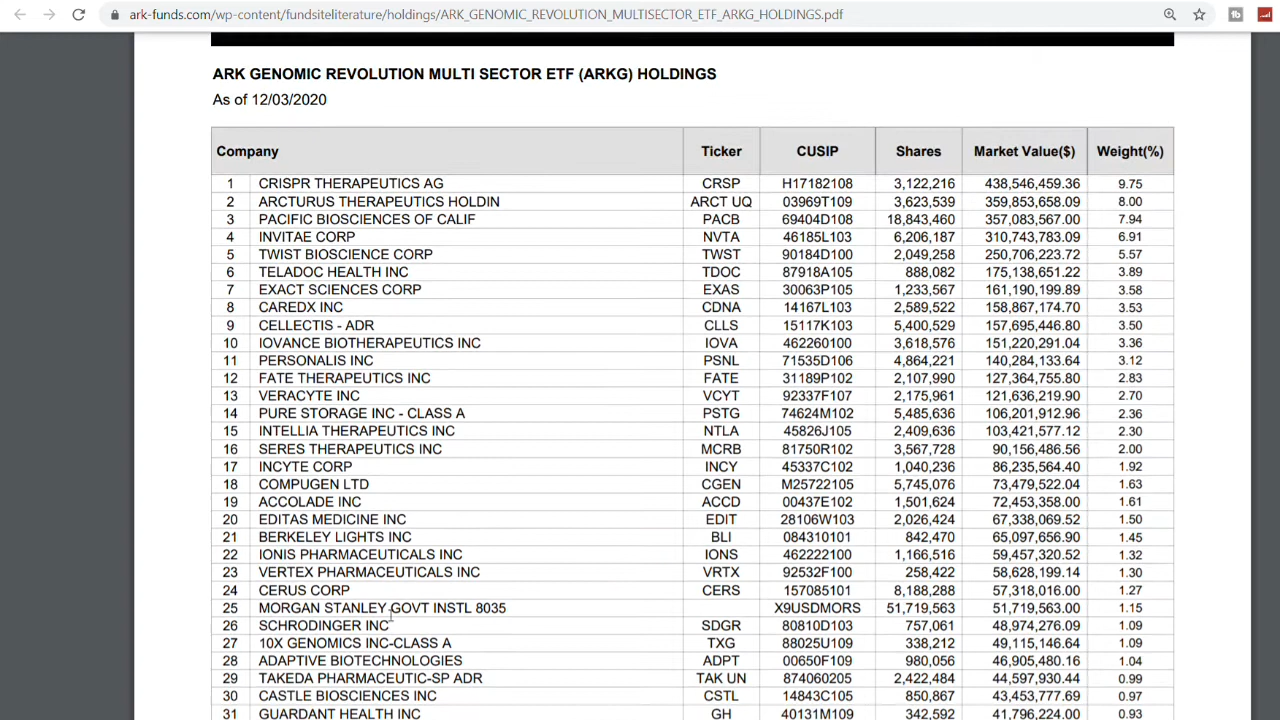 ark-funds.com/wp-content/fundsiteliterature/holdings/ARK_GENOMIC_REVOLUTION_MULTISECTOR_ETF_ARKG_HOLDINGS.pdf
ARK GENOMIC REVOLUTION MULTI SECTOR ETF (ARKG) HOLDINGS
As of 12/03/2020
Company Ticker CUSIP Shares Market Value($) Weight(%)
1 CRISPR THERAPEUTICS AG CRSP H17182108 3,122,216 438,546,459.36 9.75
2 ARCTURUS THERAPEUTICS HOLDIN ARCT UQ 03969T109 3,623,539 359,853,658.09 8.00
3 PACIFIC BIOSCIENCES OF CALIF PACB 69404D108 18,843,460 357,083,567.00 7.94
4 INVITAE CORP NVTA 46185L103 6,206,187 310,743,783.09 6.91
5 TWIST BIOSCIENCE CORP TWST 90184D100 2,049,258 250,706,223.72 5.57
6 TELADOC HEALTH INC TDOC 87918A105 888,082 175,138,651.22 3.89
7 EXACT SCIENCES CORP EXAS 30063P105 1,233,567 161,190,199.89 3.58
8 CAREDX INC CDNA 14167L103 2,589,522 158,867,174.70 3.53
9 CELLECTIS - ADR CLLS 15117K103 5,400,529 157,695,446.80 3.50
10 IOVANCE BIOTHERAPEUTICS INC IOVA 462260100 3,618,576 151,220,291.04 3.36
11 PERSONALIS INC PSNL 71535D106 4,864,221 140,284,133.64 3.12
12 FATE THERAPEUTICS INC FATE 31189P102 2,107,990 127,364,755.80 2.83
13 VERACYTE INC VCYT 92337F107 2,175,961 121,636,219.90 2.70
14 PURE STORAGE INC - CLASS A PSTG 74624M102 5,485,636 106,201,912.96 2.36
15 INTELLIA THERAPEUTICS INC NTLA 45826J105 2,409,636 103,421,577.12 2.30
16 SERES THERAPEUTICS INC MCRB 81750R102 3,567,728 90,156,486.56 2.00
17 INCYTE CORP INCY 45337C102 1,040,236 86,235,564.40 1.92
18 COMPUGEN LTD CGEN M25722105 5,745,076 73,479,522.04 1.63
19 ACCOLADE INC ACCD 00437E102 1,501,624 72,453,358.00 1.61
20 EDITAS MEDICINE INC EDIT 28106W103 2,026,424 67,338,069.52 1.50
21 BERKELEY LIGHTS INC BLI 084310101 842,470 65,097,656.90 1.45
22 IONIS PHARMACEUTICALS INC IONS 462222100 1,166,516 59,457,320.52 1.32
23 VERTEX PHARMACEUTICALS INC VRTX 92532F100 258,422 58,628,199.14 1.30
24 CERUS CORP CERS 157085101 8,188,288 57,318,016.00 1.27
25 MORGAN STANLEY GOVT INSTL 8035 X9USDMORS 51,719,563 51,719,563.00 1.15
26 SCHRODINGER INC SDGR 80810D103 757,061 48,974,276.09 1.09
27 10X GENOMICS INC-CLASS A TXG 88025U109 338,212 49,115,146.64 1.09
28 ADAPTIVE BIOTECHNOLOGIES ADPT 00650F109 980,056 46,905,480.16 1.04
29 TAKEDA PHARMACEUTIC-SP ADR TAK UN 874060205 2,422,484 44,597,930.44 0.99
30 CASTLE BIOSCIENCES INC CSTL 14843C105 850,867 43,453,777.69 0.97
31 GUARDANT HEALTH INC GH 40131M109 342,592 41,796,224.00 0.93